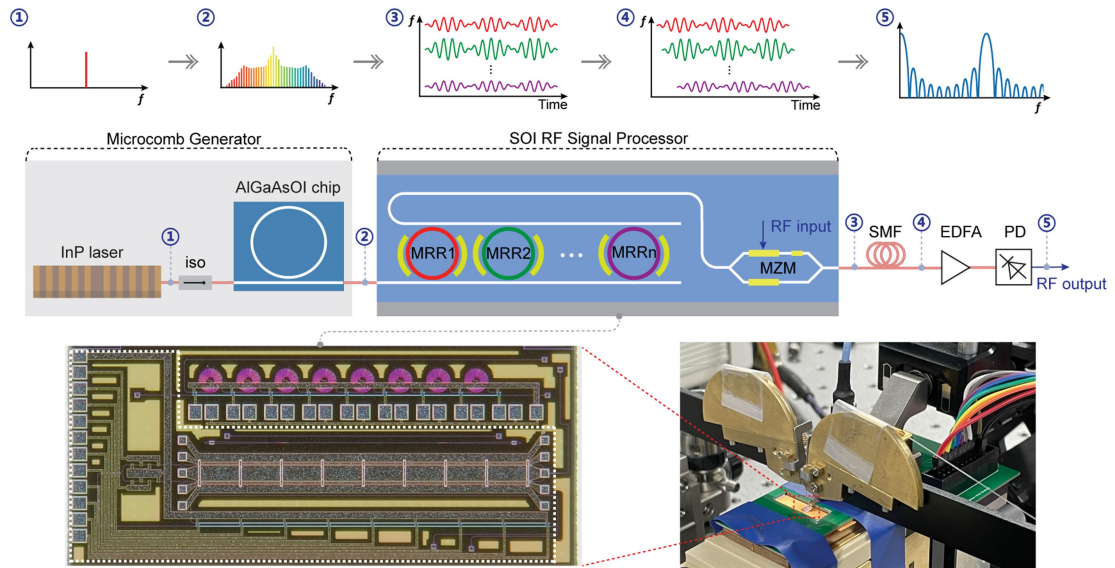 ① ② ③ ④ ⑤
f
f
f
Time
f
Time
f
Microcomb Generator
SOI RF Signal Processor
AlGaAsOI chip
InP laser
①
iso
②
MRR1
MRR2
...
MRRn
RF input
MZM
③
SMF
④
EDFA
PD
⑤
RF output